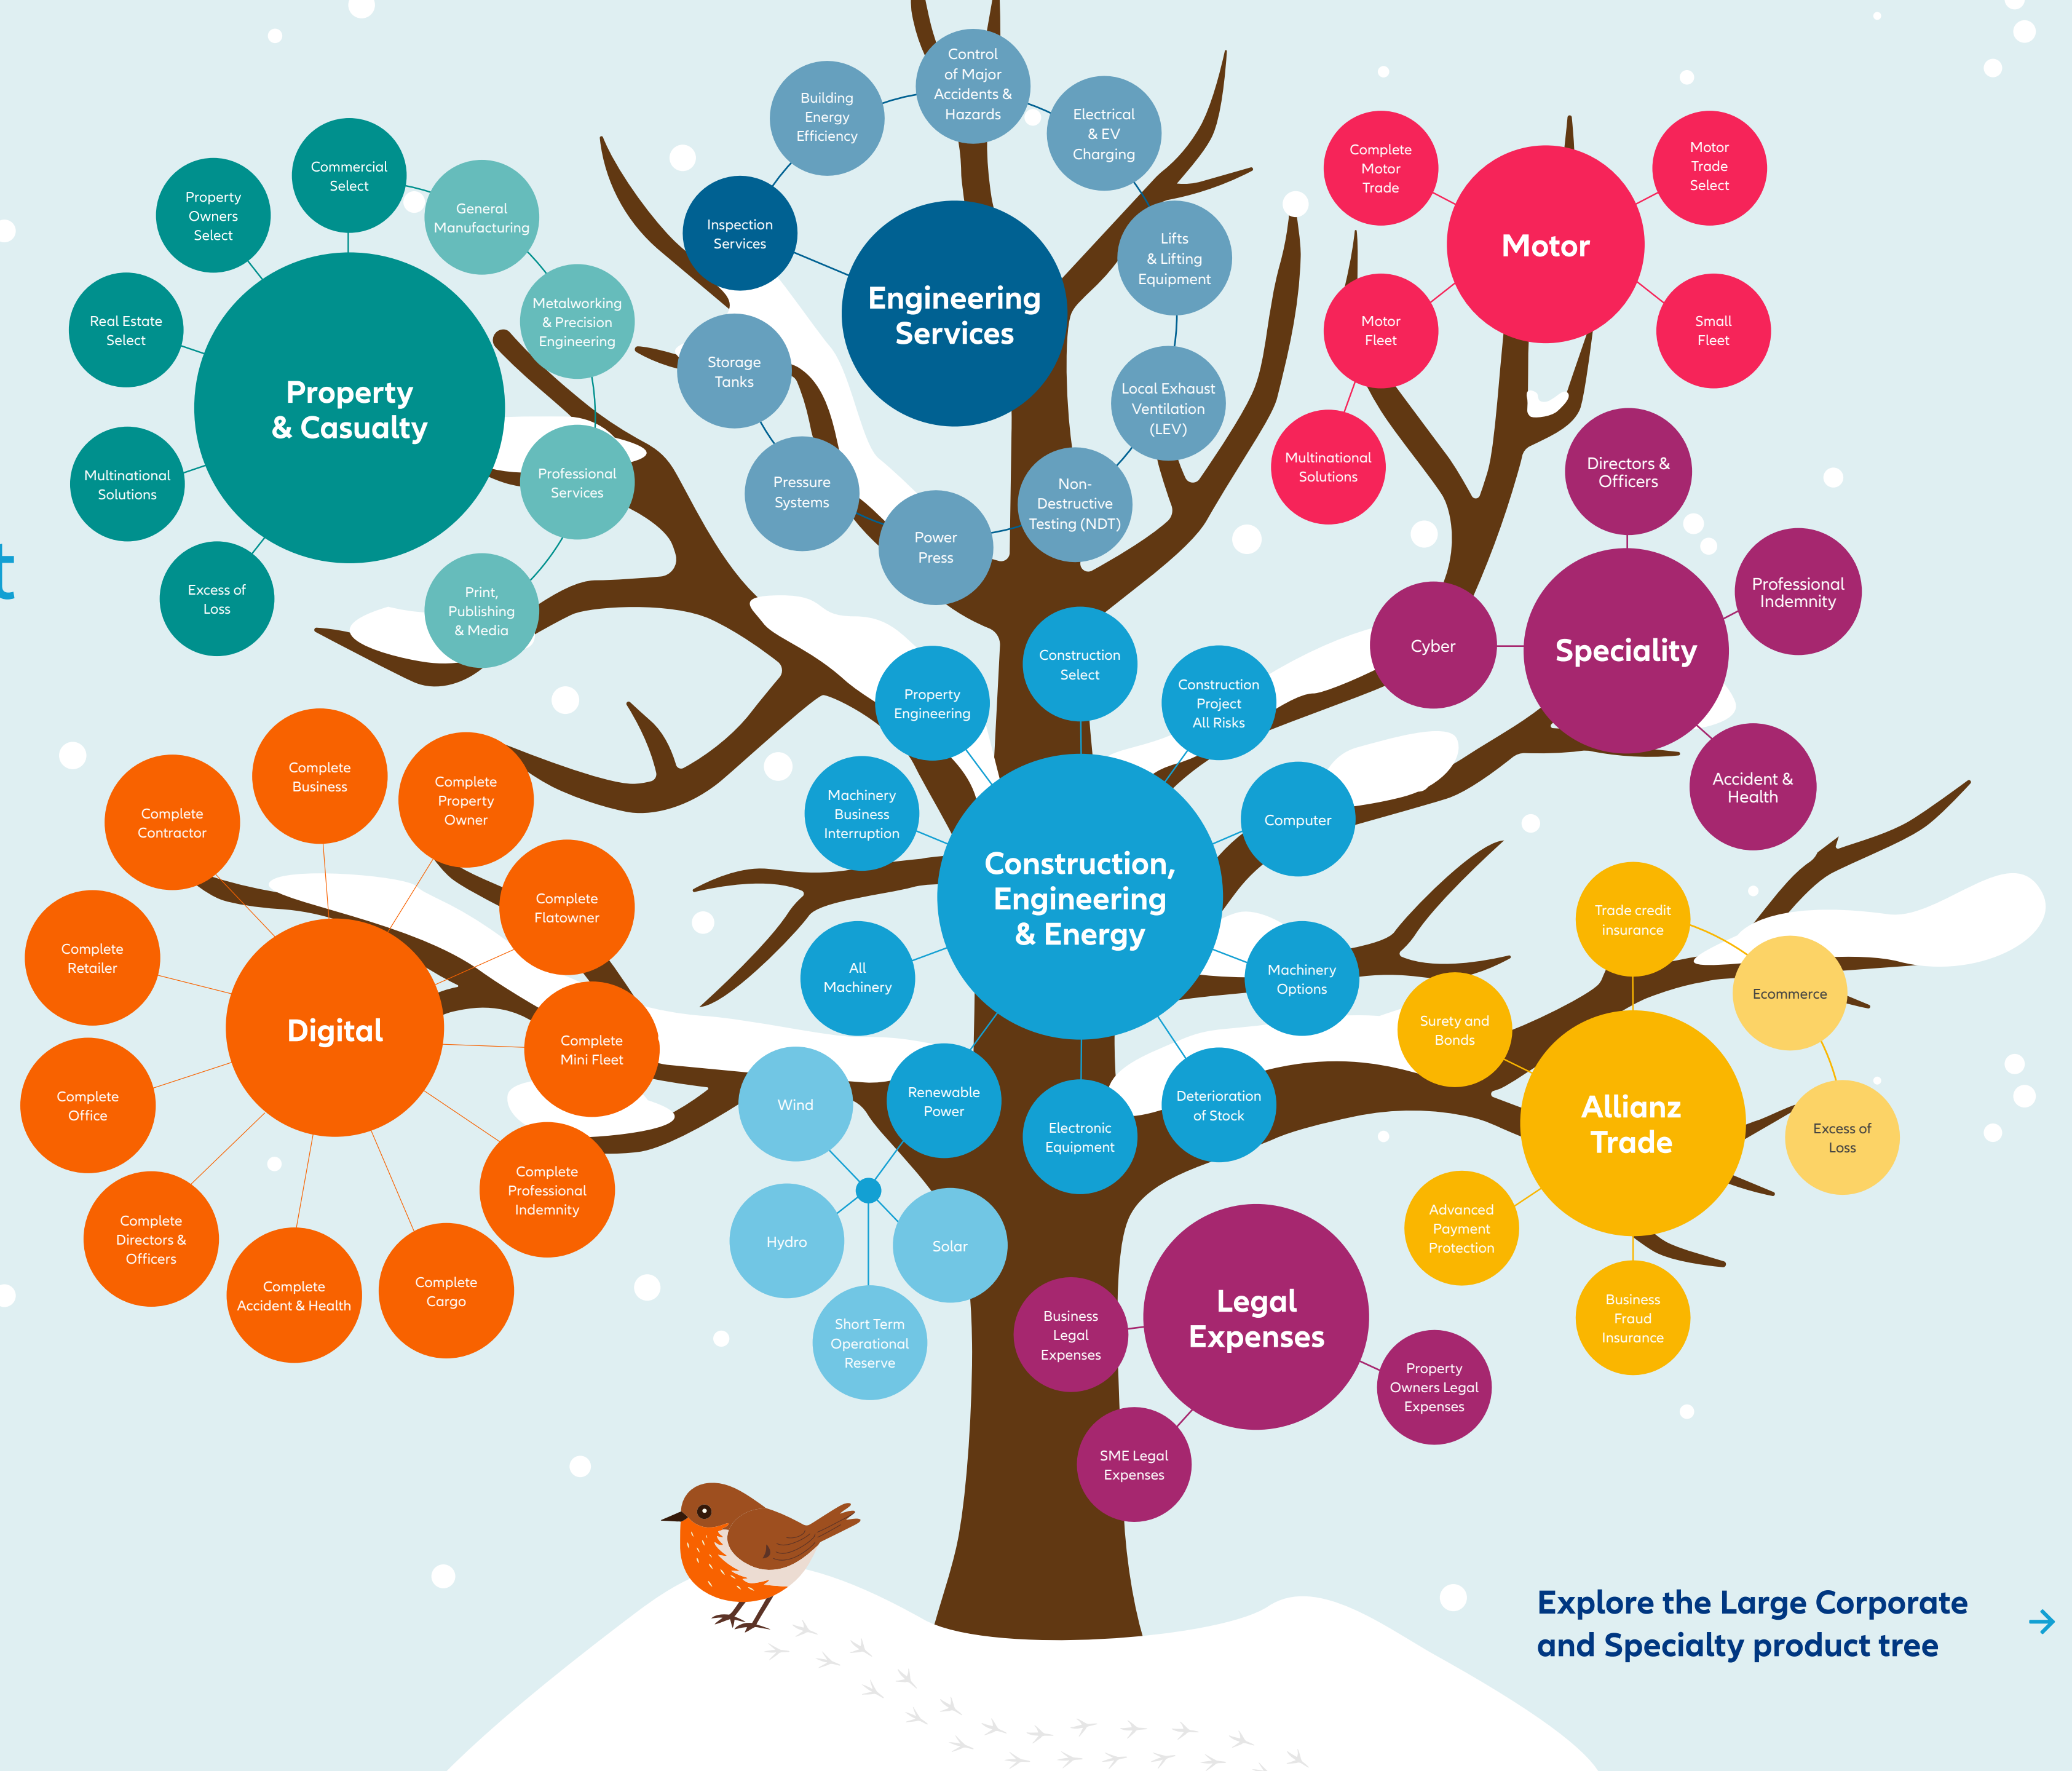 Control
of Major
Accidents &
Hazards
Building
Energy
Efficiency
Electrical
& EV
Charging
Inspection
Services
Lifts
& Lifting
Equipment
Engineering
Services
Storage
Tanks
Local Exhaust
Ventilation
(LEV)
Pressure
Systems
Non-
Destructive
Testing (NDT)
Power
Press
Commercial
Select
Property
Owners
Select
General
Manufacturing
Real Estate
Select
Metalworking
& Precision
Engineering
Property
& Casualty
Multinational
Solutions
Professional
Services
Excess of
Loss
Print,
Publishing
& Media
t
Complete
Motor
Trade
Motor
Trade
Select
Motor
Motor
Fleet
Small
Fleet
Multinational
Solutions
Directors &
Officers
Professional
Indemnity
Cyber
Speciality
Accident &
Health
Construction
Select
Property
Engineering
Construction
Project
All Risks
Machinery
Business
Interruption
Computer
Construction,
Engineering
& Energy
All
Machinery
Machinery
Options
Renewable
Power
Electronic
Equipment
Deterioration
of Stock
Wind
Hydro
Solar
Short Term
Operational
Reserve
Complete
Business
Complete
Contractor
Complete
Property
Owner
Complete
Flatowner
Complete
Retailer
Digital
Complete
Mini Fleet
Complete
Office
Complete
Professional
Indemnity
Complete
Directors &
Officers
Complete
Accident & Health
Complete
Cargo
Trade credit
insurance
Ecommerce
Surety and
Bonds
Allianz
Trade
Excess of
Loss
Advanced
Payment
Protection
Business
Fraud
Insurance
Legal
Expenses
Business
Legal
Expenses
Property
Owners Legal
Expenses
SME Legal
Expenses
Explore the Large Corporate
and Specialty product tree